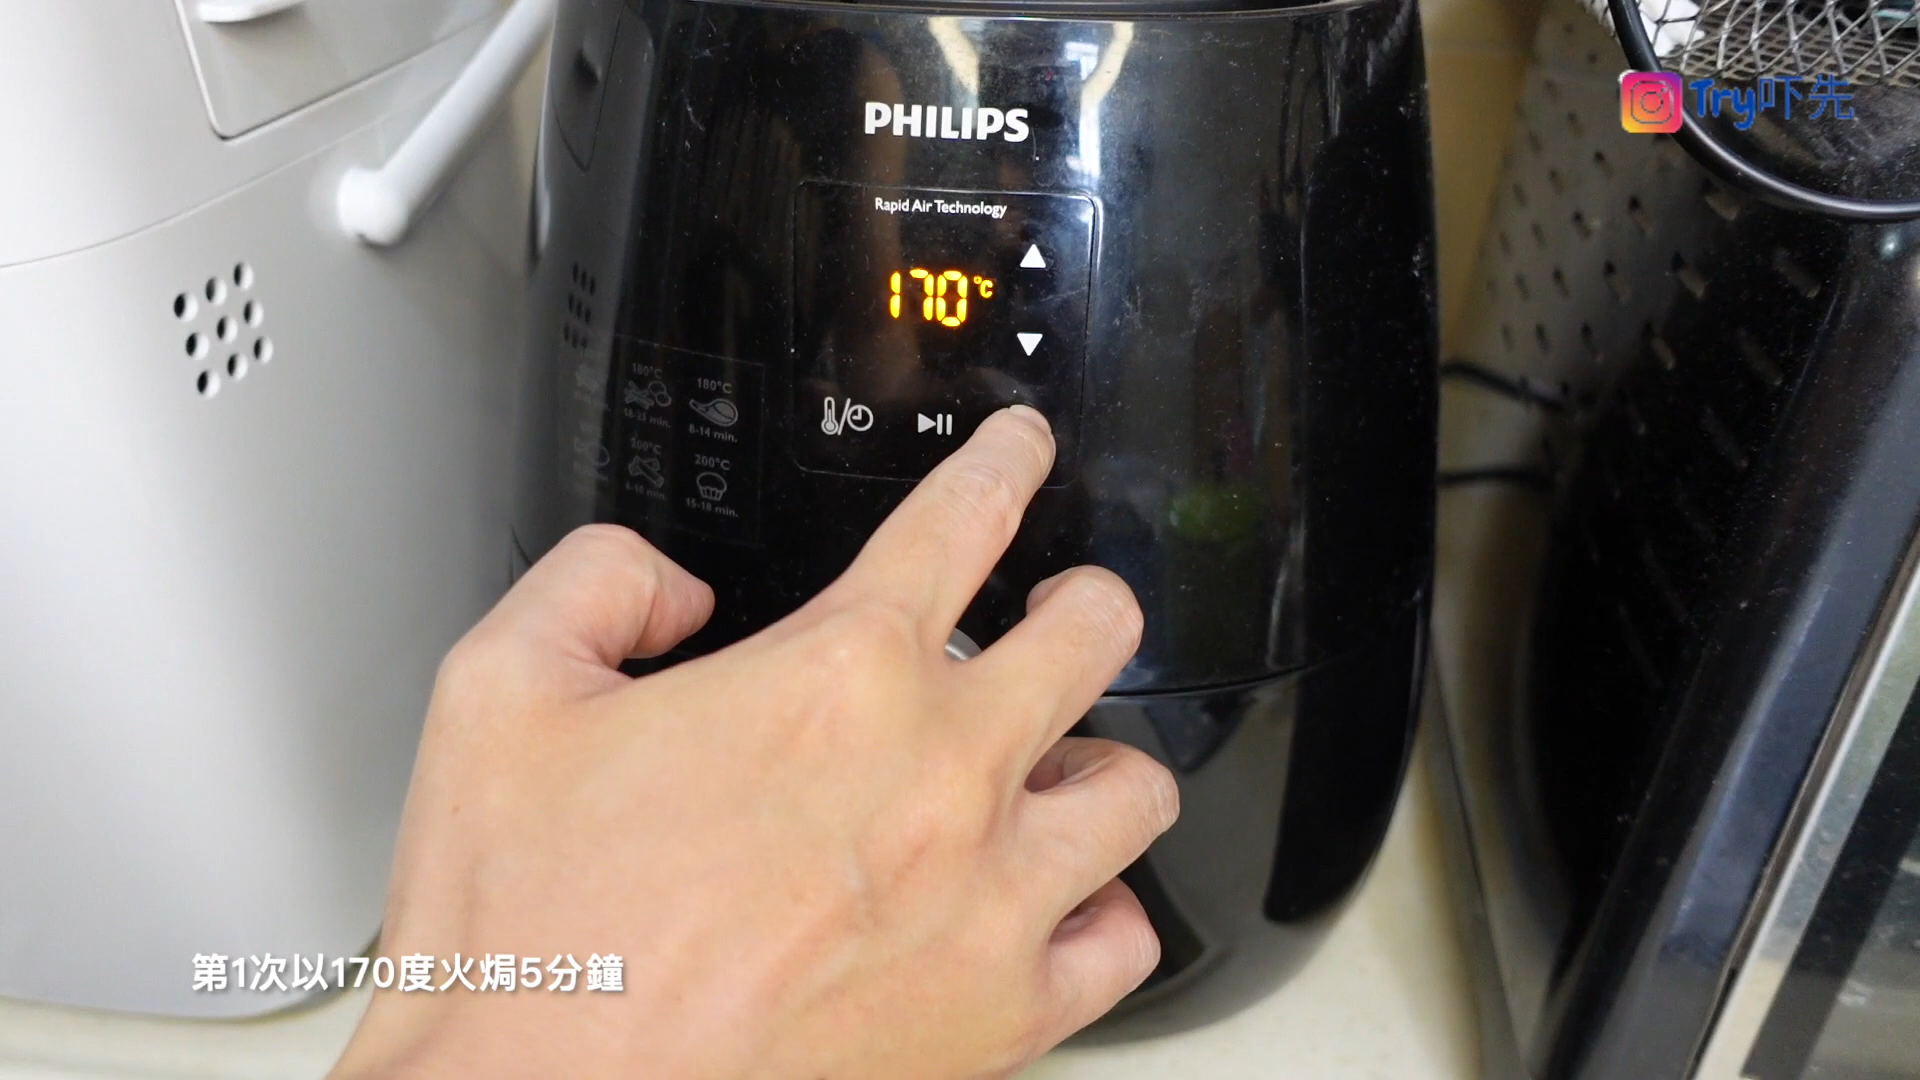 PHILIPS
Try吓先
Rapid Air Technology
170°C
180°C
180°C
8-14 min.
200°C
200°C
15-18 min.
第1次以170度火焗5分鐘